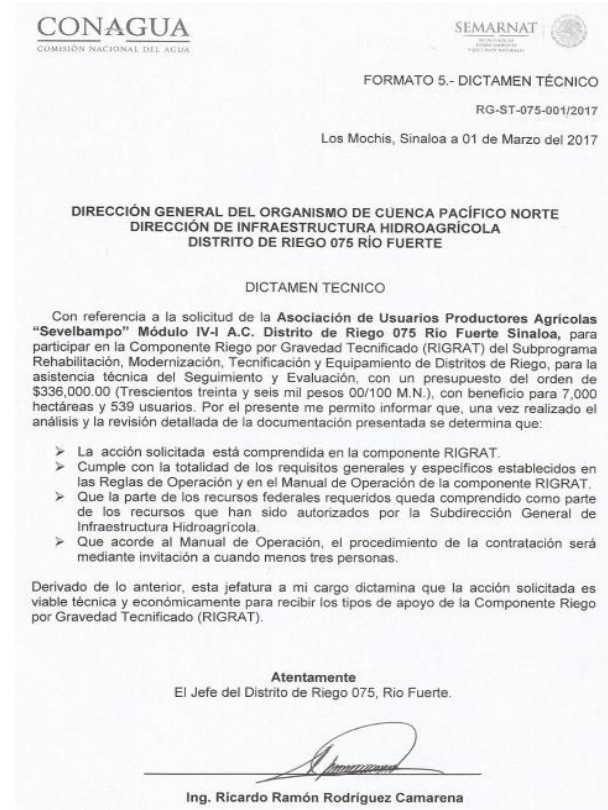 CONAGUA
COMISIÓN NACIONAL DEL AGUA
SEMARNAT
SECRETARÍA DE
MEDIO AMBIENTE
Y RECURSOS NATURALES
FORMATO 5.- DICTAMEN TÉCNICO
RG-ST-075-001/2017
Los Mochis, Sinaloa a 01 de Marzo del 2017
DIRECCIÓN GENERAL DEL ORGANISMO DE CUENCA PACÍFICO NORTE
DIRECCIÓN DE INFRAESTRUCTURA HIDROAGRÍCOLA
DISTRITO DE RIEGO 075 RÍO FUERTE
DICTAMEN TECNICO
Con referencia a la solicitud de la Asociación de Usuarios Productores Agrícolas
“Sevelbampo” Módulo IV-I A.C. Distrito de Riego 075 Río Fuerte Sinaloa, para
participar en la Componente Riego por Gravedad Tecnificado (RIGRAT) del Subprograma
Rehabilitación, Modernización, Tecnificación y Equipamiento de Distritos de Riego, para la
asistencia técnica del Seguimiento y Evaluación, con un presupuesto del orden de
$336,000.00 (Trescientos treinta y seis mil pesos 00/100 M.N.), con beneficio para 7,000
hectáreas y 539 usuarios. Por el presente me permito informar que, una vez realizado el
análisis y la revisión detallada de la documentación presentada se determina que:
➢ La acción solicitada está comprendida en la componente RIGRAT.
➢ Cumple con la totalidad de los requisitos generales y específicos establecidos en
las Reglas de Operación y en el Manual de Operación de la componente RIGRAT.
➢ Que la parte de los recursos federales requeridos queda comprendido como parte
de los recursos que han sido autorizados por la Subdirección General de
Infraestructura Hidroagrícola.
➢ Que acorde al Manual de Operación, el procedimiento de la contratación será
mediante invitación a cuando menos tres personas.
Derivado de lo anterior, esta jefatura a mi cargo dictamina que la acción solicitada es
viable técnica y económicamente para recibir los tipos de apoyo de la Componente Riego
por Gravedad Tecnificado (RIGRAT).
Atentamente
El Jefe del Distrito de Riego 075, Rio Fuerte.
Ing. Ricardo Ramón Rodríguez Camarena